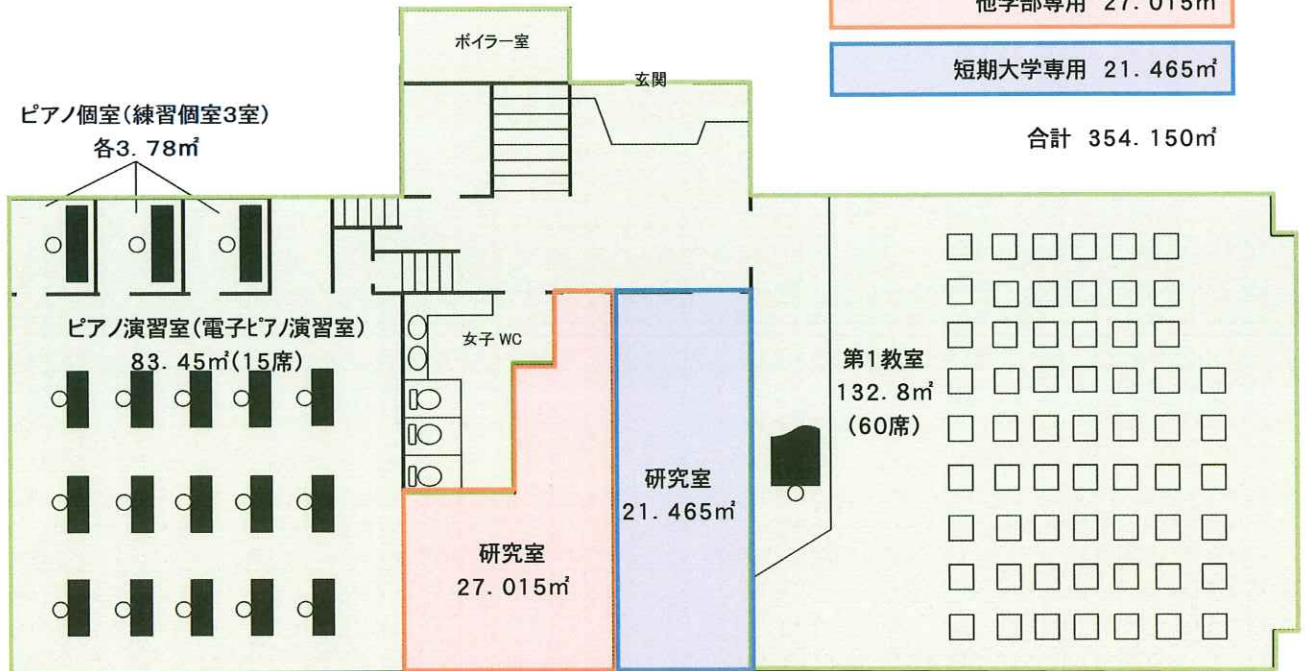 他学部専用 27. 015㎡
短期大学専用 21. 465㎡
合計 354. 150㎡
ボイラー室
玄関
ピアノ個室(練習個室3室)
各3. 78㎡
ピアノ演習室(電子ピアノ演習室)
83. 45㎡(15席)
女子 WC
第1教室
132. 8㎡
(60席)
研究室
21. 465㎡
研究室
27. 015㎡